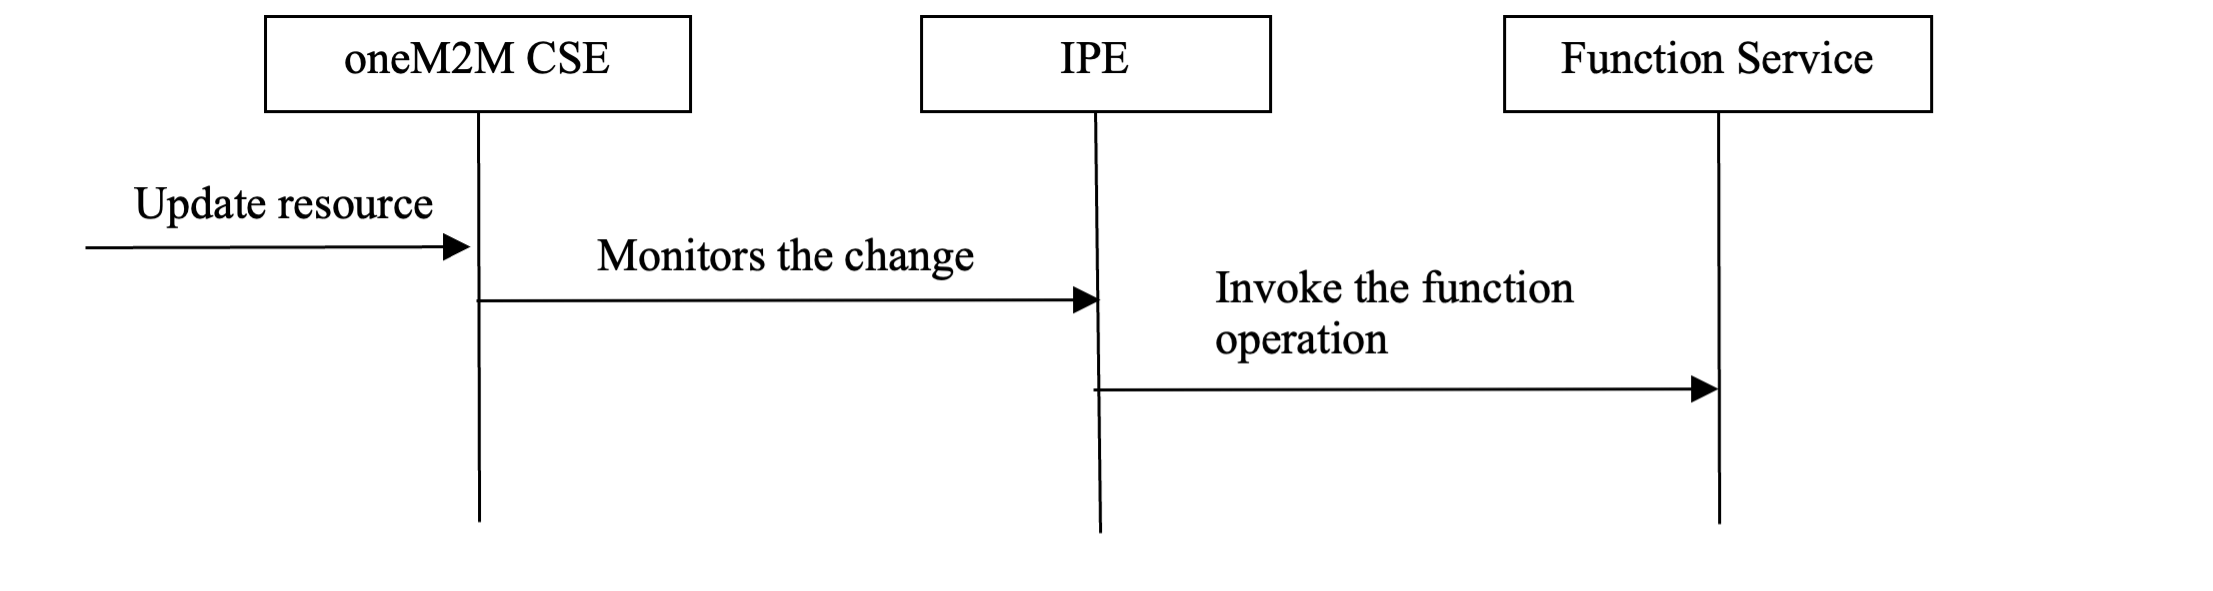 oneM2M CSE
IPE
Function Service
Update resource
Monitors the change
Invoke the function
operation